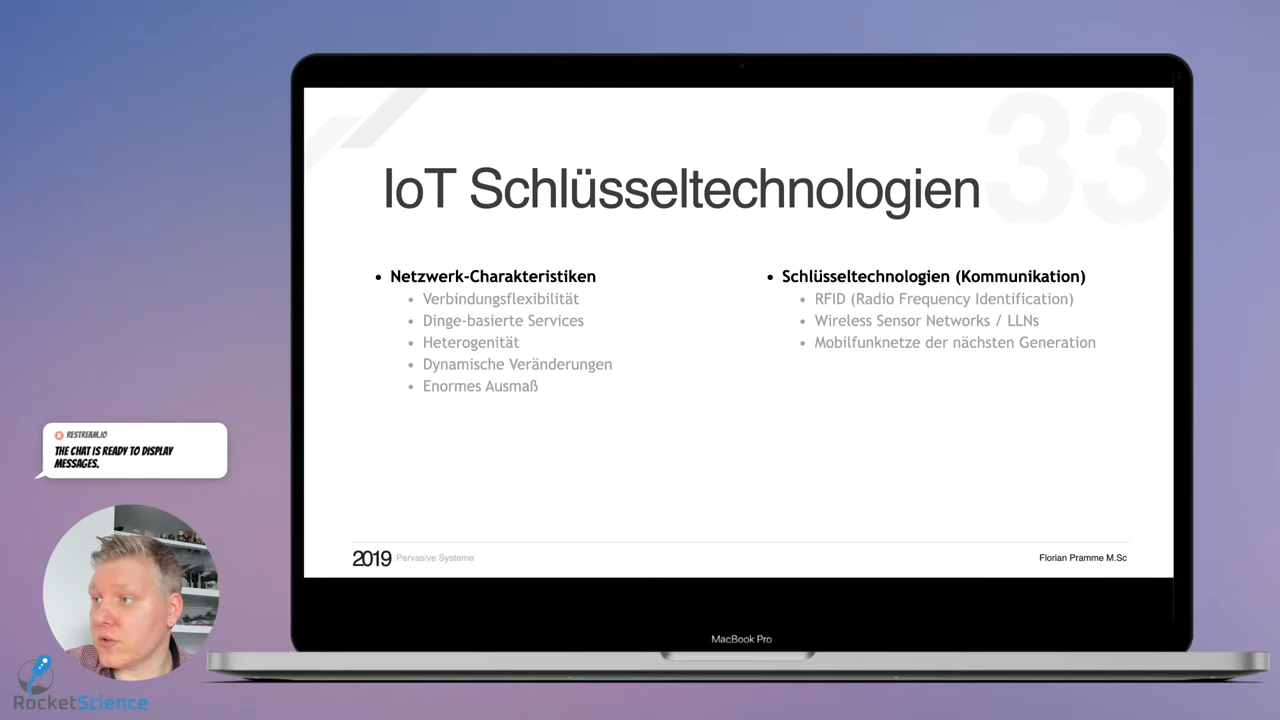 33
IoT Schlüsseltechnologien
• Netzwerk-Charakteristiken
• Verbindungsflexibilität
• Dinge-basierte Services
• Heterogenität
• Dynamische Veränderungen
• Enormes Ausmaß
• Schlüsseltechnologien (Kommunikation)
• RFID (Radio Frequency Identification)
• Wireless Sensor Networks / LLNs
• Mobilfunknetze der nächsten Generation
2019 Pervasive Systeme
Florian Pramme M.Sc
MacBook Pro
RESTREAM.IO
THE CHAT IS READY TO DISPLAY
MESSAGES.
RocketScience